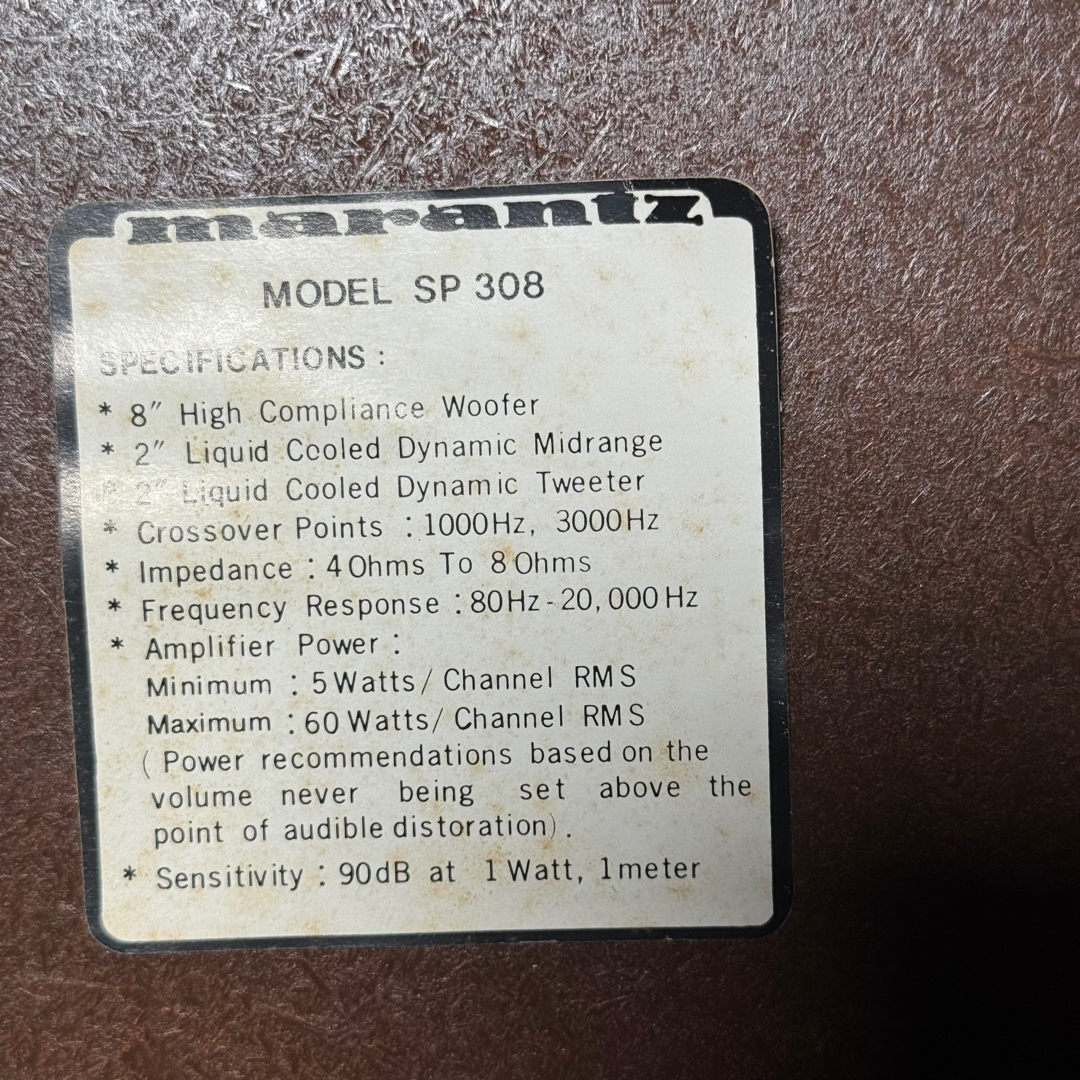 marantz
MODEL SP 308
SPECIFICATIONS :
* 8" High Compliance Woofer
* 2" Liquid Cooled Dynamic Midrange
* 2" Liquid Cooled Dynamic Tweeter
* Crossover Points : 1000Hz, 3000Hz
* Impedance : 4 Ohms To 8 Ohms
* Frequency Response : 80Hz - 20,000 Hz
* Amplifier Power :
Minimum : 5 Watts / Channel RMS
Maximum : 60 Watts / Channel RMS
( Power recommendations based on the
volume never being set above the
point of audible distoration) .
* Sensitivity : 90dB at 1 Watt, 1meter